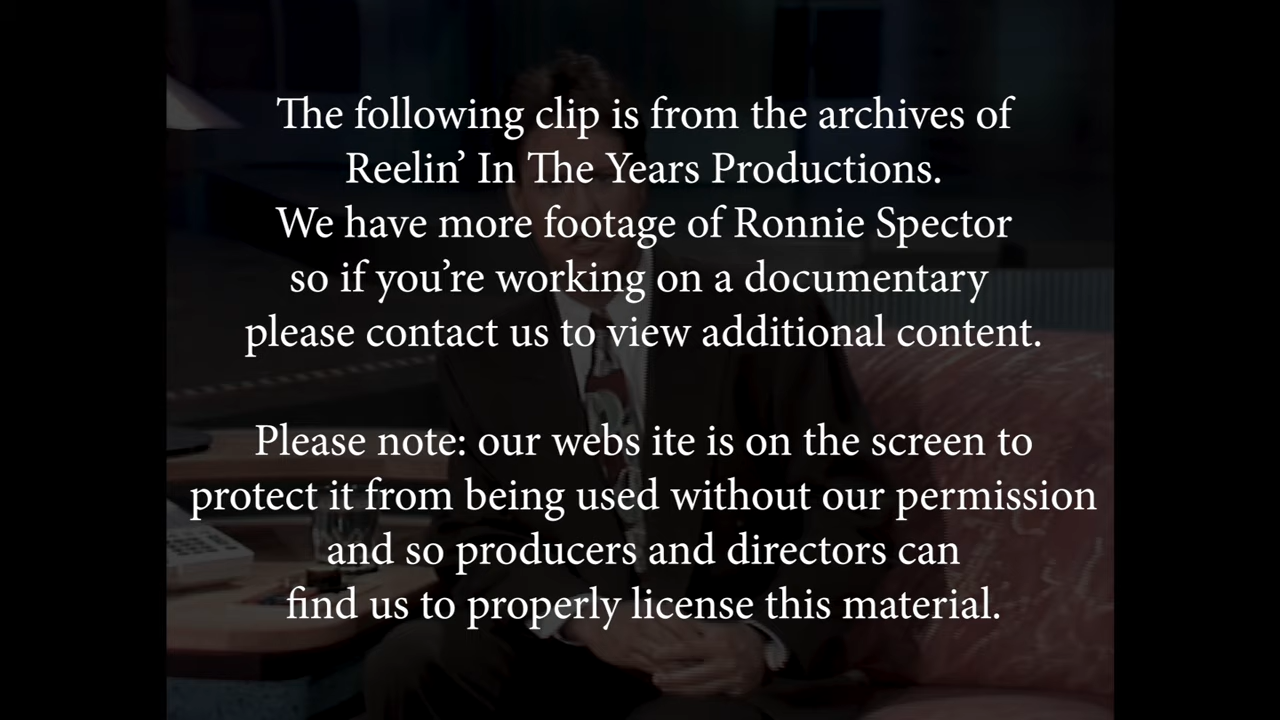 The following clip is from the archives of
Reelin’ In The Years Productions.
We have more footage of Ronnie Spector
so if you’re working on a documentary
please contact us to view additional content.
Please note: our webs ite is on the screen to
protect it from being used without our permission
and so producers and directors can
find us to properly license this material.